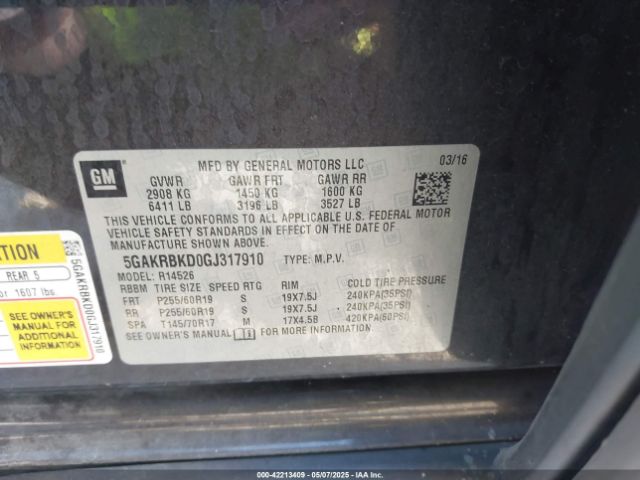 GM
MFD BY GENERAL MOTORS LLC 03/16
GVWR GAWR FRT GAWR RR
2908 KG 1450 KG 1600 KG
6411 LB 3196 LB 3527 LB
THIS VEHICLE CONFORMS TO ALL APPLICABLE U.S. FEDERAL MOTOR
VEHICLE SAFETY STANDARDS IN EFFECT ON THE DATE OF
MANUFACTURE SHOWN ABOVE.
5GAKRBKD0GJ317910 TYPE: M.P.V.
MODEL: R14526
RBBM TIRE SIZE SPEED RTG RIM COLD TIRE PRESSURE
FRT P255/60R19 S 19X7.5J 240KPA(35PSI)
RR P255/60R19 S 19X7.5J 240KPA(35PSI)
SPA T145/70R17 M 17X4.5B 420KPA(60PSI)
SEE OWNER'S MANUAL FOR MORE INFORMATION.
TION
REAR 5
or 1607 lbs
SEE OWNER'S
MANUAL FOR
ADDITIONAL
INFORMATION
5GAKRBKD0GJ317910
000-42213409 - 05/07/2025 - IAAI.COM